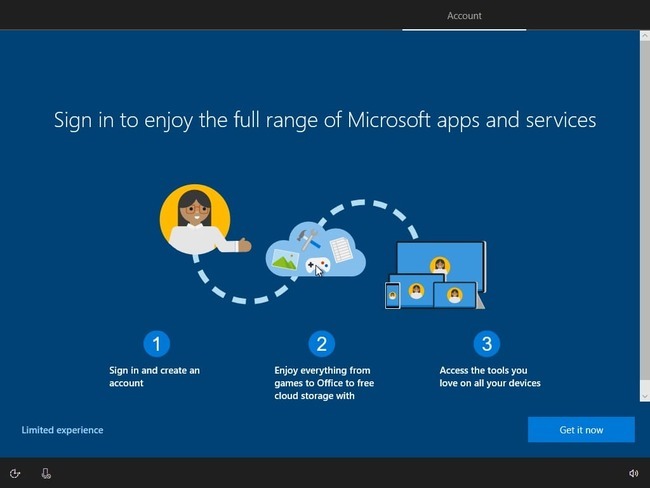 Account
Sign in to enjoy the full range of Microsoft apps and services
1
2
3
Sign in and create an
account
Enjoy everything from
games to Office to free
cloud storage with
Access the tools you
love on all your devices
Limited experience
Get it now